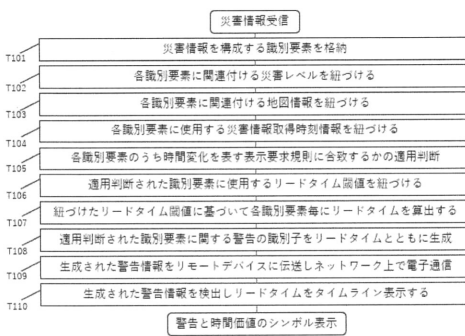 災害情報受信
T101 災害情報を構成する識別要素を格納
T102 各識別要素に関連付ける災害レベルを紐づける
T103 各識別要素に関連付ける地図情報を紐付ける
T104 各識別要素に使用する災害情報取得時刻情報を紐付ける
T105 各識別要素のうち時間変化を表す表示要求規則に合致するかの適用判断
T106 適用判断された識別要素に使用するリードタイム閾値を紐づける
T107 紐づけたリードタイム閾値に基づいて各識別要素毎にリードタイムを算出する
T108 適用判断された識別要素に関する警告の識別子をリードタイムとともに生成
T109 生成された警告情報をリモートデバイスに伝送しネットワーク上で電子通信
T110 生成された警告情報を検出しリードタイムをタイムライン表示する
警告と時間価値のシンボル表示